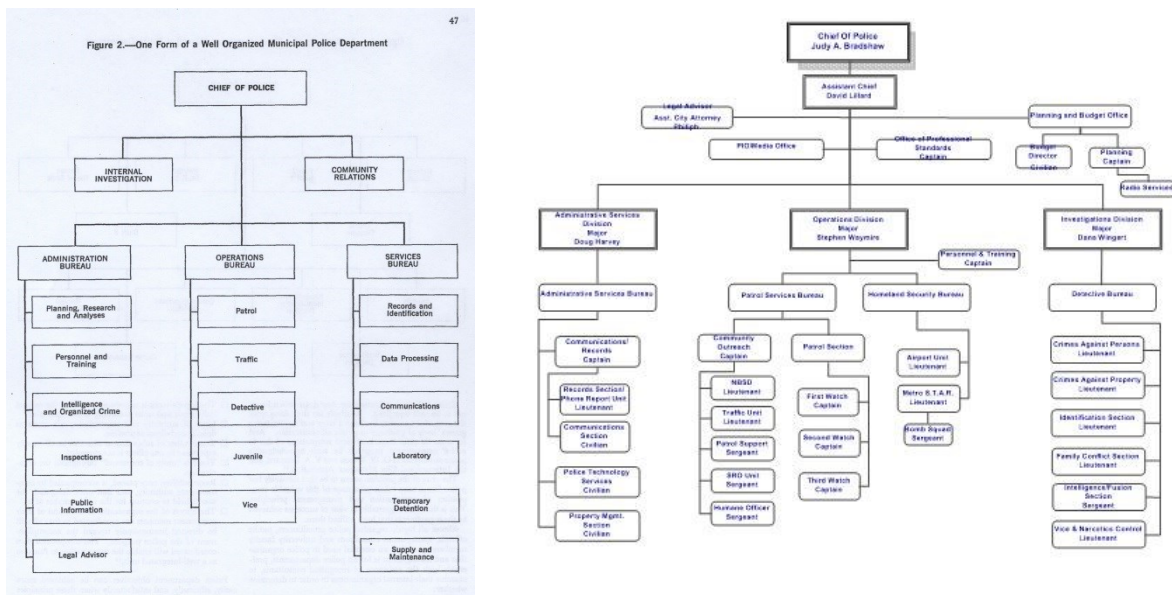 47
Figure 2.—One Form of a Well Organized Municipal Police Department
CHIEF OF POLICE
INTERNAL
INVESTIGATION
COMMUNITY
RELATIONS
ADMINISTRATION
BUREAU
OPERATIONS
BUREAU
SERVICES
BUREAU
Planning, Research
and Analyses
Personnel and
Training
Intelligence
and Organized Crime
Inspections
Public
Information
Legal Advisor
Patrol
Traffic
Detective
Juvenile
Vice
Records and
Identification
Data Processing
Communications
Laboratory
Temporary
Detention
Supply and
Maintenance
Chief Of Police
Judy A. Bradshaw
Assistant Chief
David Lillard
Legal Advisor
Asst. City Attorney
Planning and Budget Office
PIO/Media Office
Office of Professional
Standards
Captain
Budget
Director
Civilian
Planning
Captain
Radio Services
Administrative Services
Division
Major
Doug Harvey
Operations Division
Major
Stephen Waymire
Investigations Division
Major
Dana Wingert
Personnel & Training
Captain
Administrative Services Bureau
Patrol Services Bureau
Homeland Security Bureau
Detective Bureau
Communications/
Records
Captain
Records Section/
Phone Report Unit
Lieutenant
Communications
Section
Civilian
Police Technology
Services
Civilian
Property Mgmt.
Section
Civilian
Community
Outreach
Captain
NBSD
Lieutenant
Traffic Unit
Lieutenant
Patrol Support
Sergeant
SRO Unit
Sergeant
Humane Officer
Sergeant
Patrol Section
First Watch
Captain
Second Watch
Captain
Third Watch
Captain
Airport Unit
Lieutenant
Metro S.T.A.R.
Lieutenant
Bomb Squad
Sergeant
Crimes Against Persons
Lieutenant
Crimes Against Property
Lieutenant
Identification Section
Lieutenant
Family Conflict Section
Lieutenant
Intelligence/Fusion
Section
Sergeant
Vice & Narcotics Control
Lieutenant